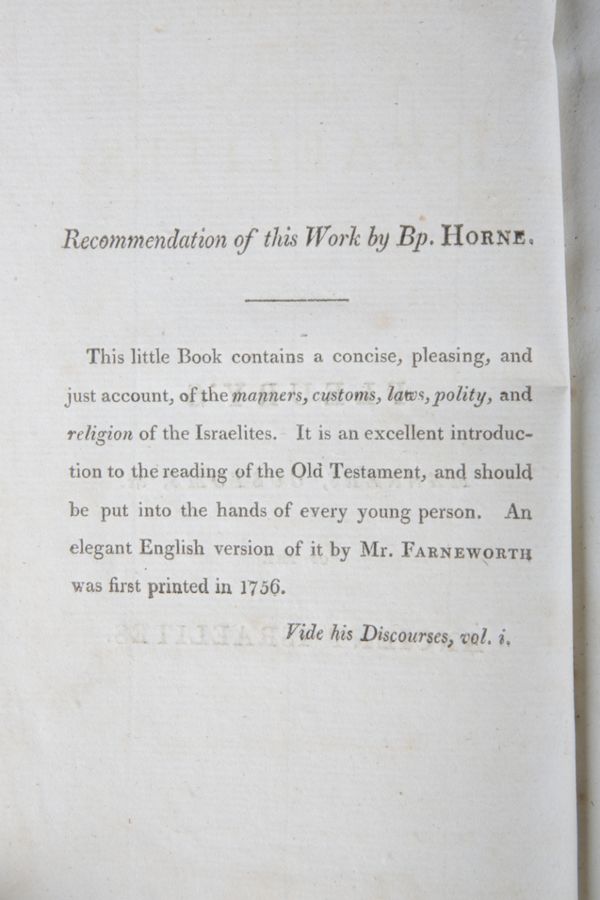 Recommendation of this Work by Bp. HORNE.
This little Book contains a concise, pleasing, and
just account, of the manners, customs, laws, polity, and
religion of the Israelites. It is an excellent introduc-
tion to the reading of the Old Testament, and should
be put into the hands of every young person. An
elegant English version of it by Mr. FARNEWORTH
was first printed in 1756.
Vide his Discourses, vol. i.